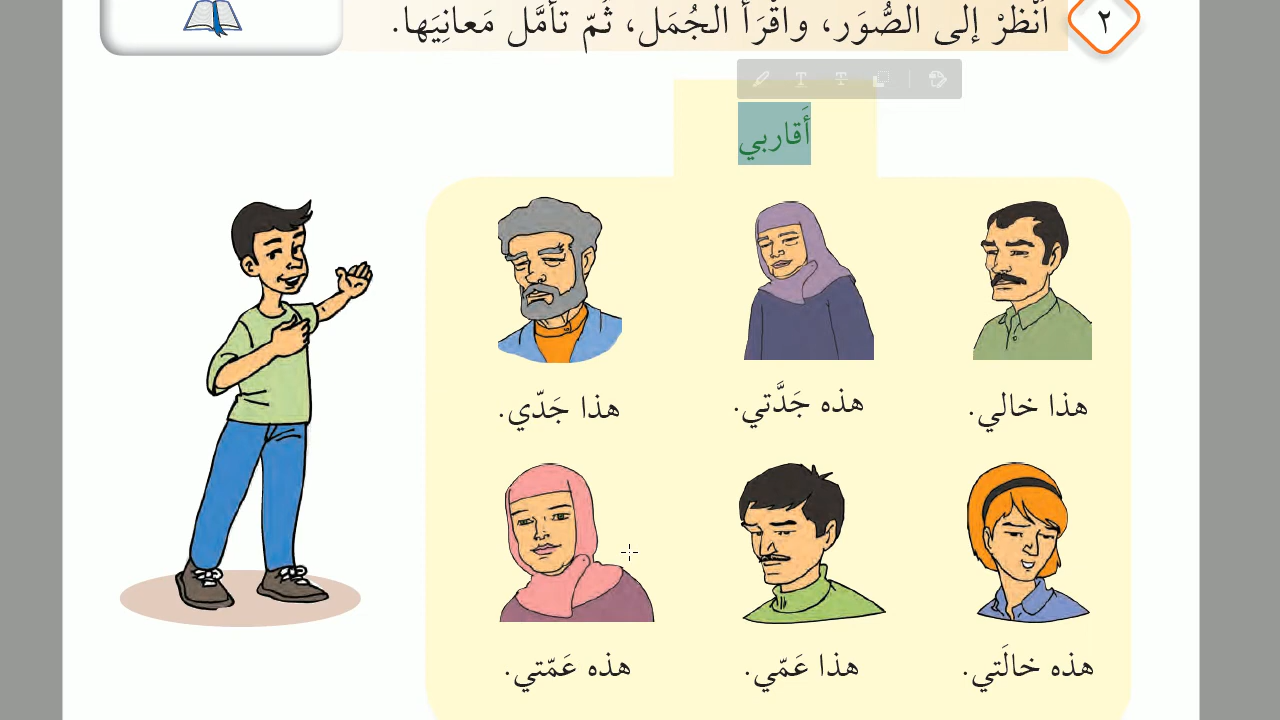 ٢
اُنْظُرْ إلى الصُّوَر، واقْرَأ الجُمَل، ثُمّ تأمَّل مَعانِيَها.
أَقاربي
هذا خالي.
هذه جَدَّتي.
هذا جَدّي.
هذه خالَتي.
هذا عَمّي.
هذه عَمّتي.